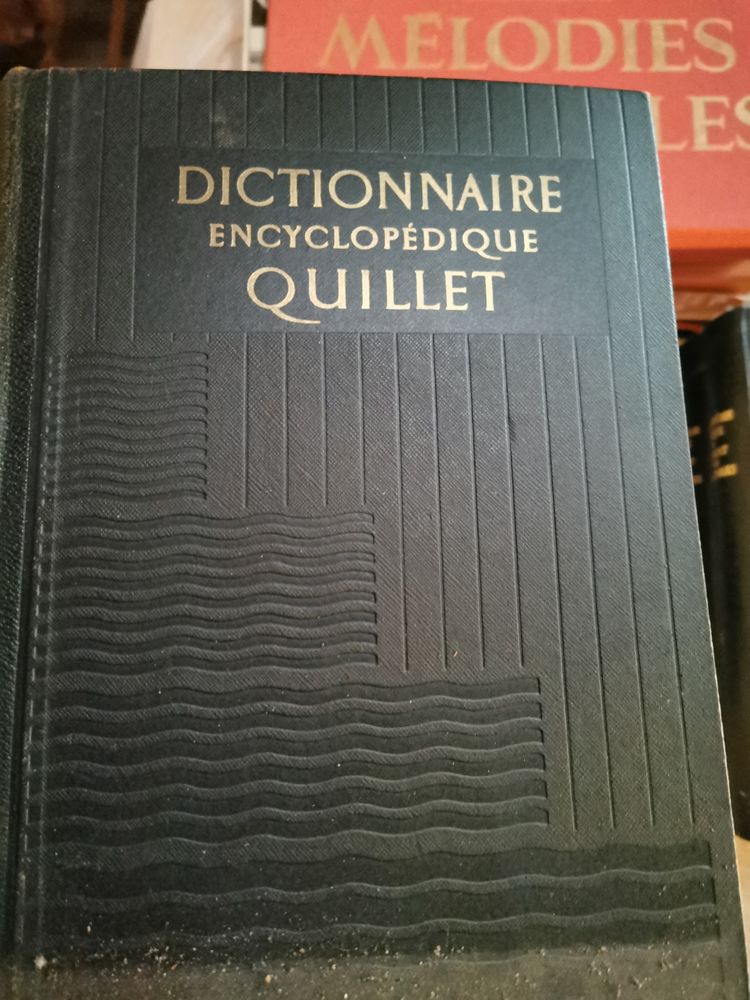 MÉLODIES
LES
DICTIONNAIRE
ENCYCLOPÉDIQUE
QUILLET
É